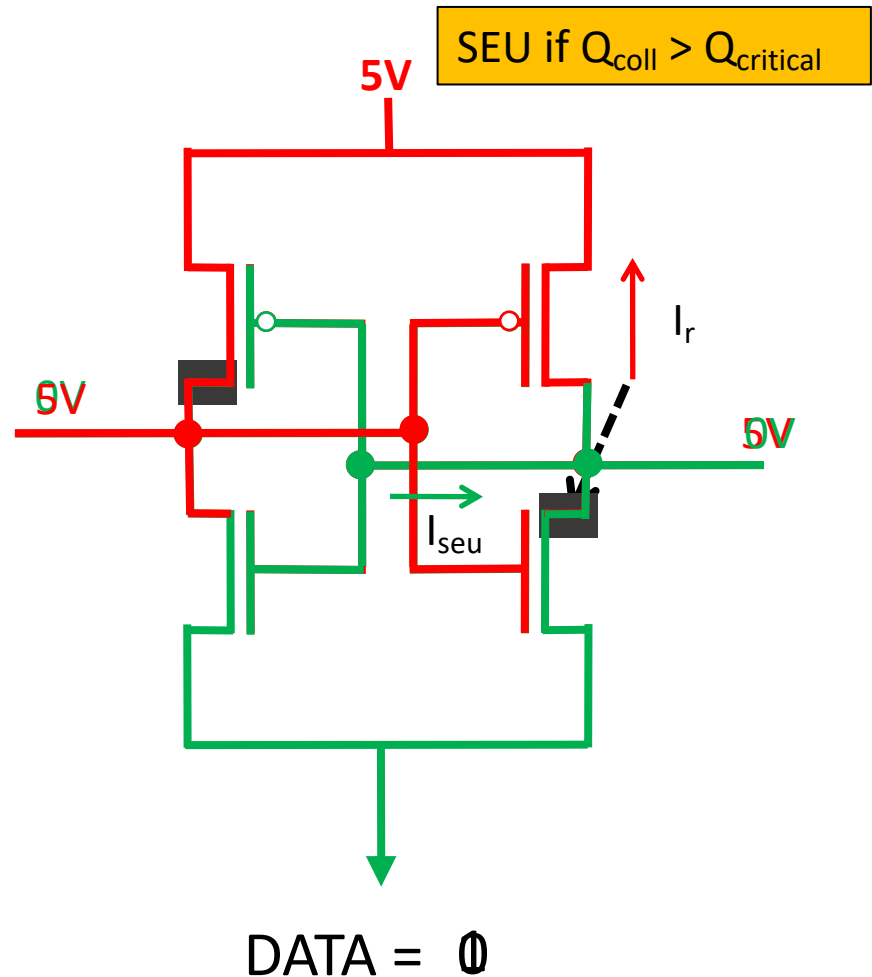 SEU if Qcoll > Qcritical
5V
Ir
Iseu
DATA =